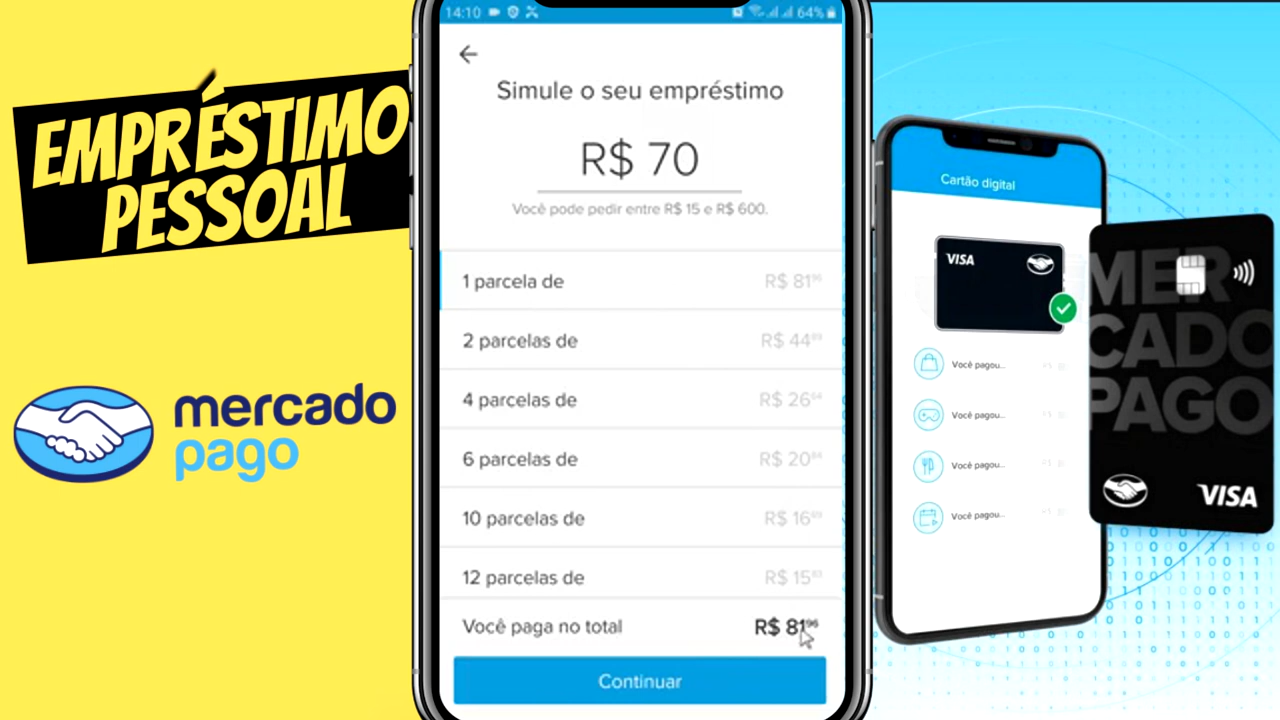 EMPRÉSTIMO
PESSOAL
mercado
pago
14:10
64%
Simule o seu empréstimo
R$ 70
Você pode pedir entre R$ 15 e R$ 600.
1 parcela de R$ 81⁹⁶
2 parcelas de R$ 44
4 parcelas de R$ 26
6 parcelas de R$ 20
10 parcelas de R$ 16
12 parcelas de R$ 15
Você paga no total R$ 81⁹⁶
Continuar
Cartão digital
VISA
Você pagou...
Você pagou...
Você pagou...
Você pagou...
MER
CADO
PAGO
VISA